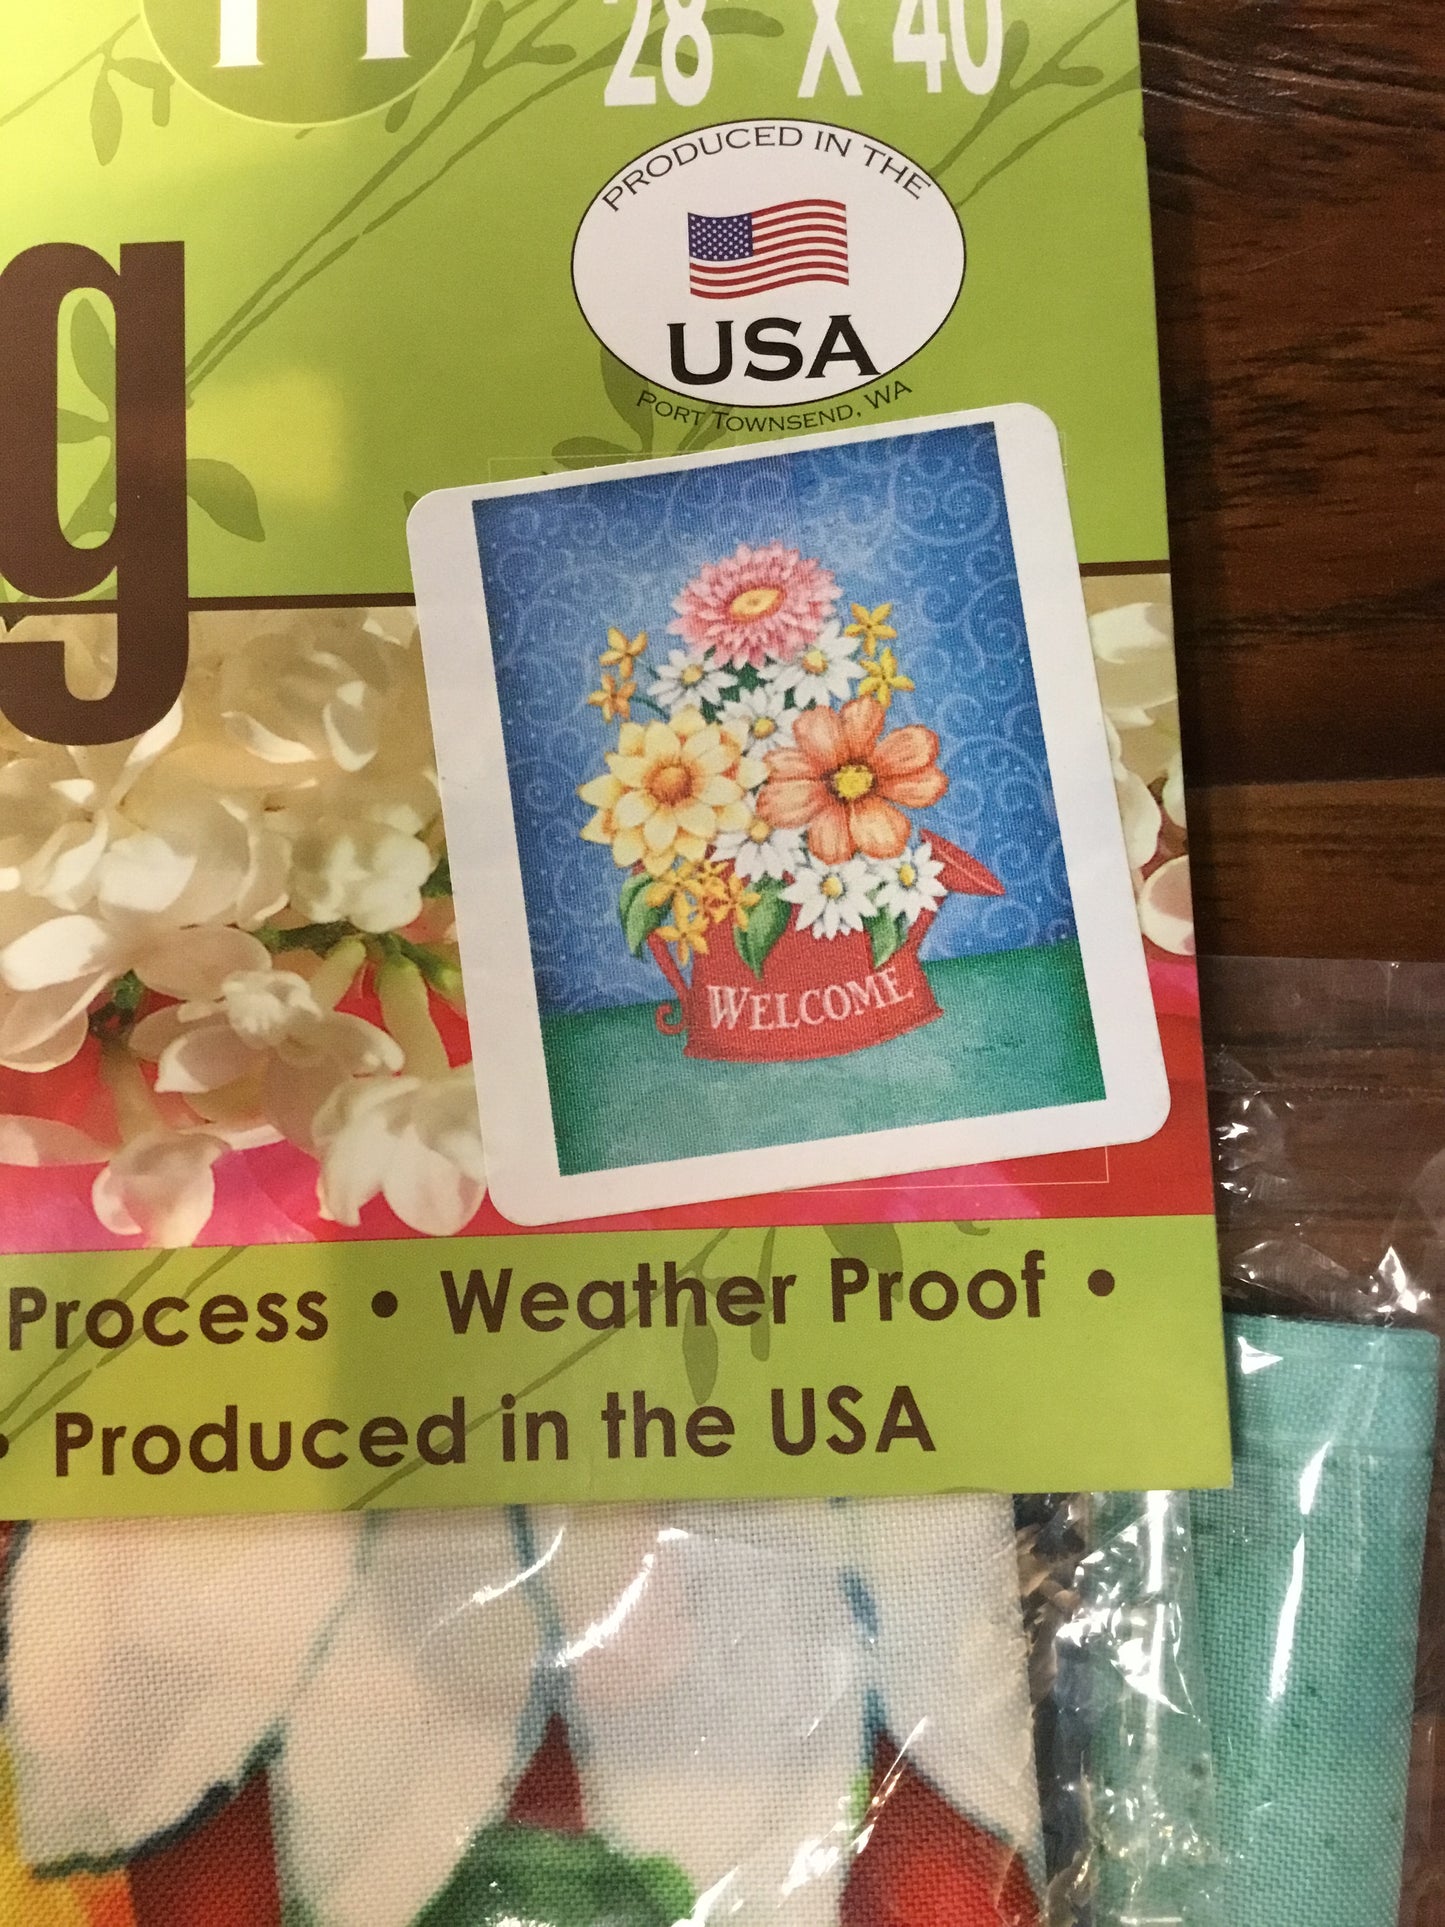 28" X 40
PRODUCED IN THE
USA
PORT TOWNSEND, WA
g
WELCOME
Process • Weather Proof •
• Produced in the USA